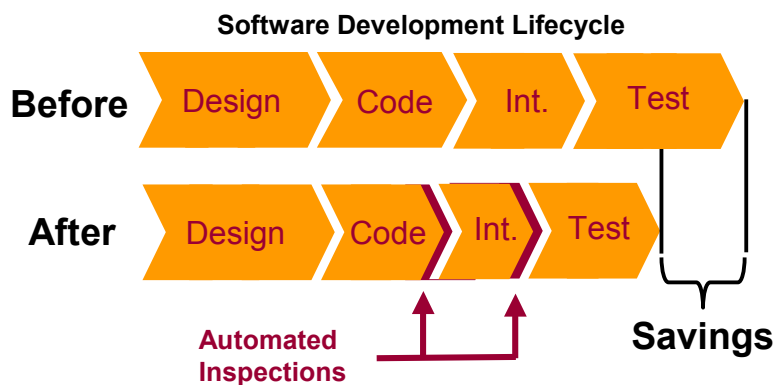 Software Development Lifecycle
Before
Design
Code
Int.
Test
After
Design
Code
Int.
Test
Automated
Inspections
Savings